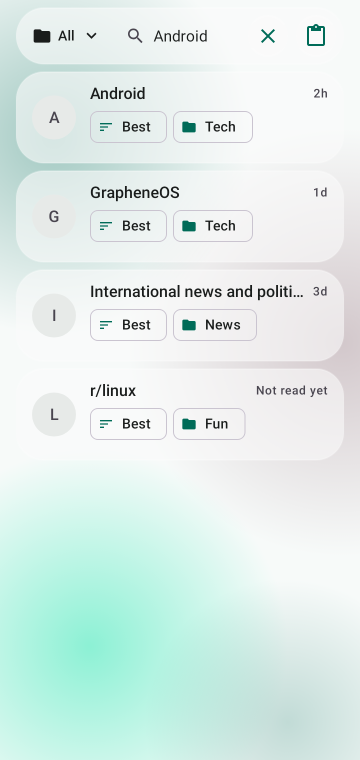 All Android
A Android 2h
Best Tech
G GrapheneOS 1d
Best Tech
I International news and politi... 3d
Best News
L r/linux Not read yet
Best Fun